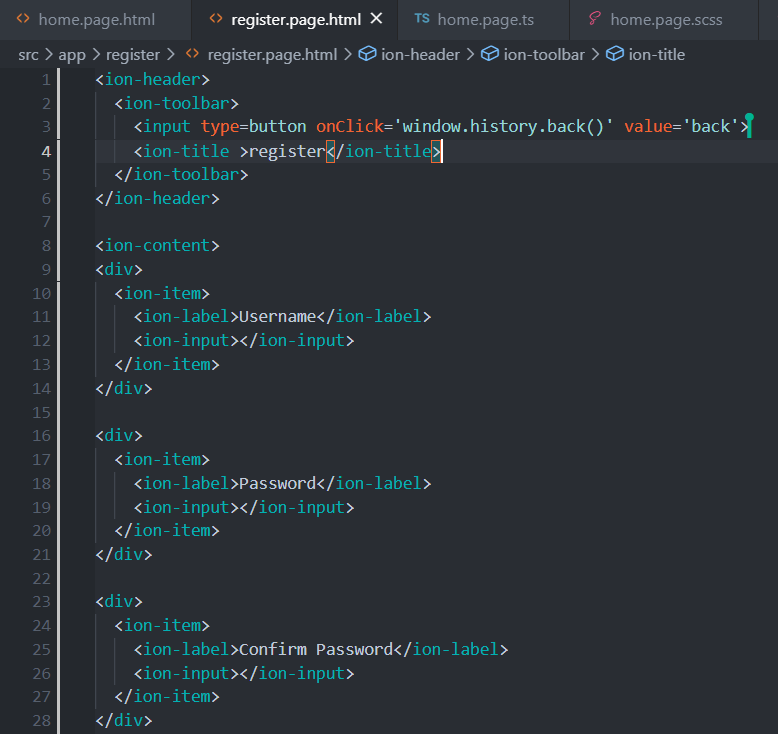 home.page.html register.page.html TS home.page.ts home.page.scss
src > app > register > register.page.html > ion-header > ion-toolbar > ion-title
1 <ion-header>
2 <ion-toolbar>
3 <input type=button onClick='window.history.back()' value='back'>
4 <ion-title >register</ion-title>
5 </ion-toolbar>
6 </ion-header>
7
8 <ion-content>
9 <div>
10 <ion-item>
11 <ion-label>Username</ion-label>
12 <ion-input></ion-input>
13 </ion-item>
14 </div>
15
16 <div>
17 <ion-item>
18 <ion-label>Password</ion-label>
19 <ion-input></ion-input>
20 </ion-item>
21 </div>
22
23 <div>
24 <ion-item>
25 <ion-label>Confirm Password</ion-label>
26 <ion-input></ion-input>
27 </ion-item>
28 </div>